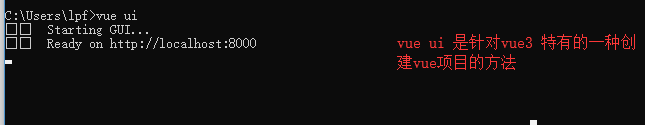 C:\Users\lpf>vue ui
□□ Starting GUI...
□□ Ready on http://localhost:8000
vue ui 是针对vue3 特有的一种创
建vue项目的方法